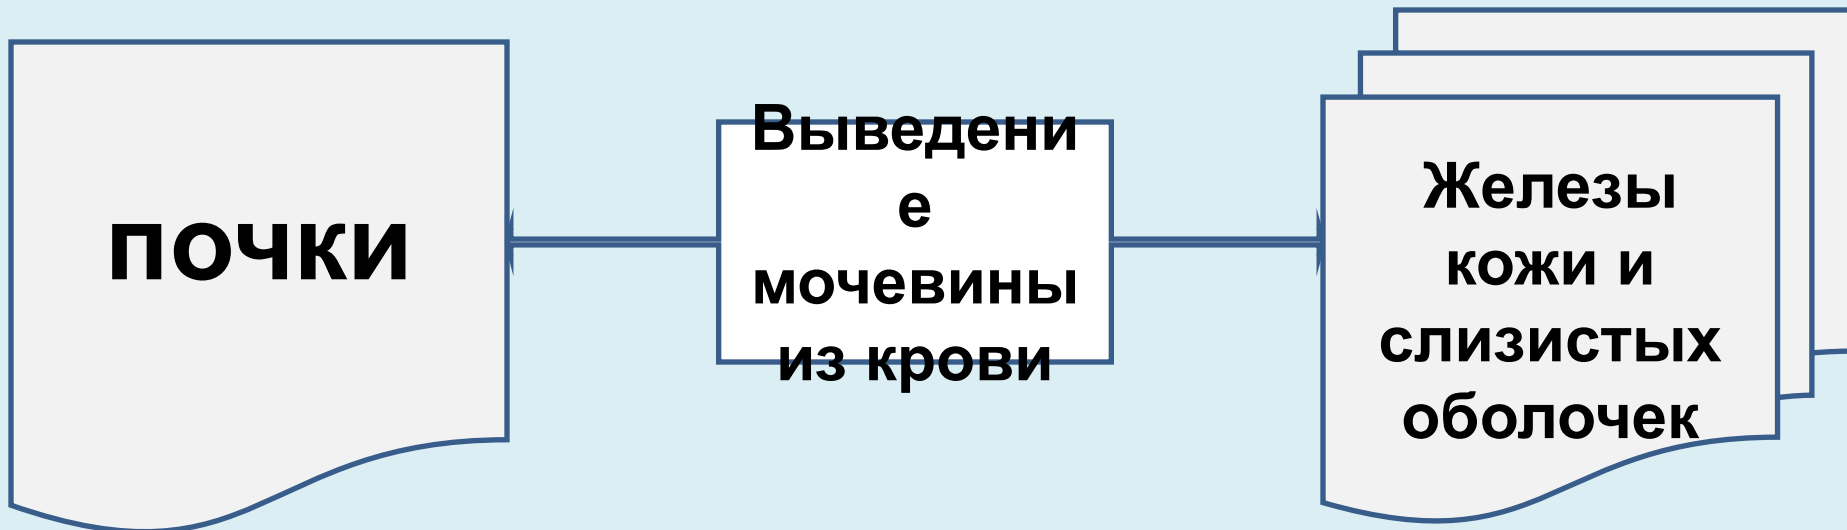 почки
Выведени
е
мочевины
из крови
Железы
кожи и
слизистых
оболочек